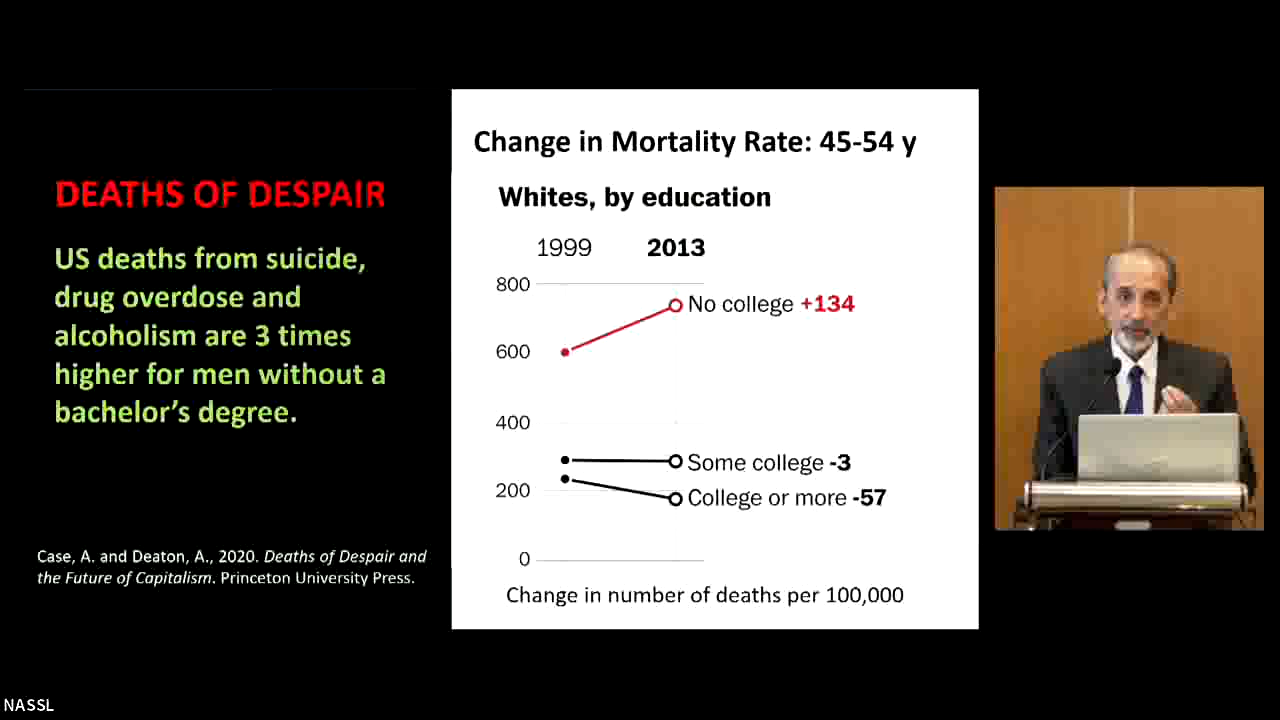 DEATHS OF DESPAIR
US deaths from suicide,
drug overdose and
alcoholism are 3 times
higher for men without a
bachelor’s degree.
Case, A. and Deaton, A., 2020. Deaths of Despair and
the Future of Capitalism. Princeton University Press.
Change in Mortality Rate: 45-54 y
Whites, by education
1999 2013
800
No college +134
600
400
Some college -3
200
College or more -57
0
Change in number of deaths per 100,000
NASSL